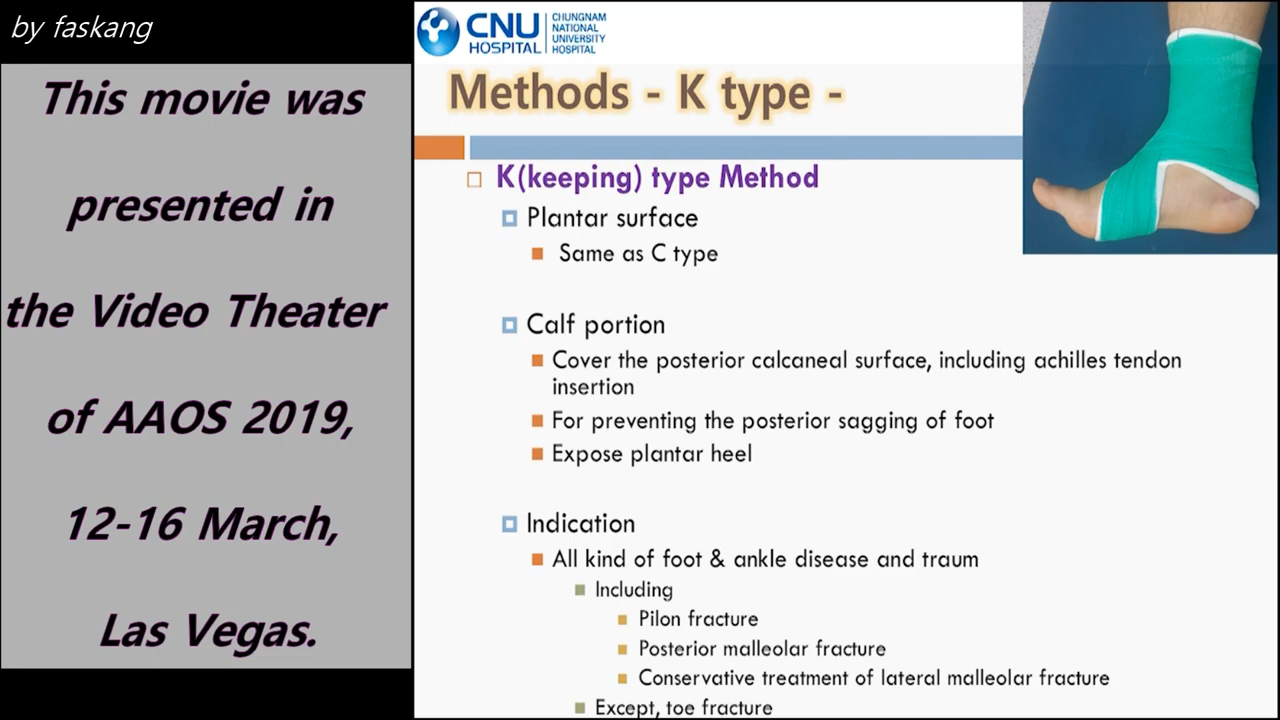 by faskang
This movie was
presented in
the Video Theater
of AAOS 2019,
12-16 March,
Las Vegas.
CNU
HOSPITAL
CHUNGNAM
NATIONAL
UNIVERSITY
HOSPITAL
Methods - K type -
K(keeping) type Method
Plantar surface
Same as C type
Calf portion
Cover the posterior calcaneal surface, including achilles tendon
insertion
For preventing the posterior sagging of foot
Expose plantar heel
Indication
All kind of foot & ankle disease and traum
Including
Pilon fracture
Posterior malleolar fracture
Conservative treatment of lateral malleolar fracture
Except, toe fracture